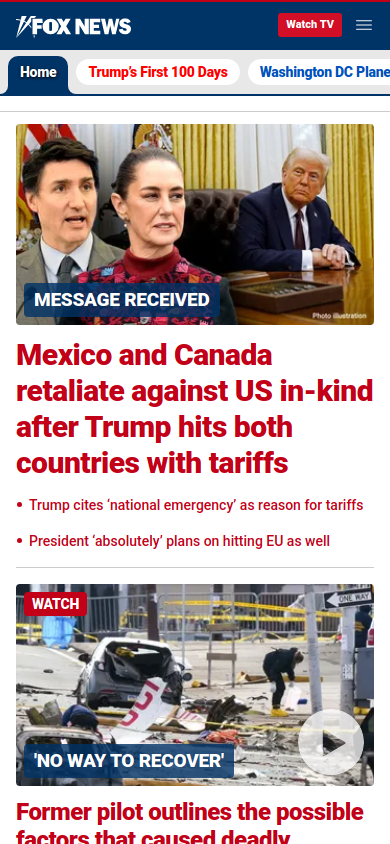 FOX NEWS
Watch TV
Home
Trump's First 100 Days
Washington DC Plane
MESSAGE RECEIVED
Photo illustration
Mexico and Canada
retaliate against US in-kind
after Trump hits both
countries with tariffs
• Trump cites ‘national emergency’ as reason for tariffs
• President ‘absolutely’ plans on hitting EU as well
WATCH
ONE WAY
'NO WAY TO RECOVER'
Former pilot outlines the possible
factors that caused deadly